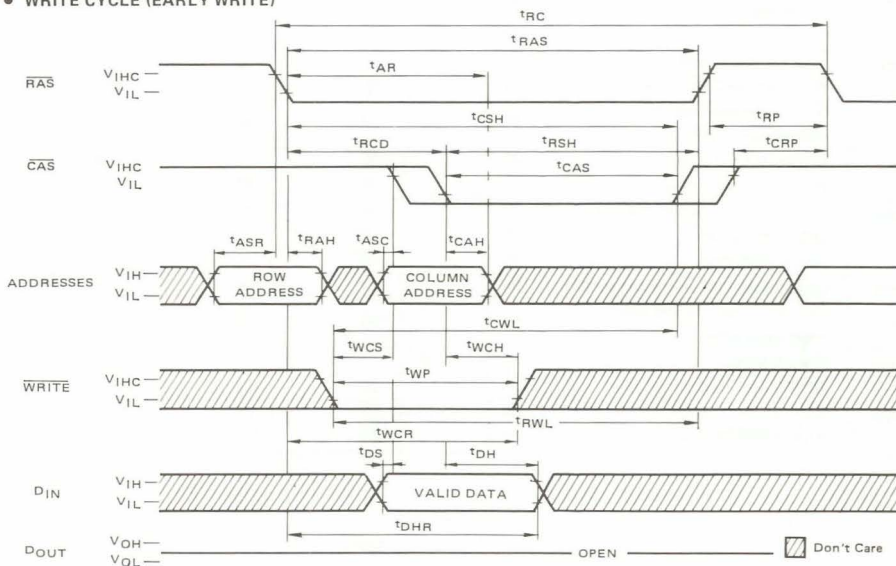 ● WRITE CYCLE (EARLY WRITE)
tRC
tRAS
tAR
RAS
VIHC
VIL
tCSH
tRP
tRCD
tRSH
tCRP
CAS
VIHC
VIL
tCAS
tASR
tRAH
tASC
tCAH
ADDRESSES
VIH
VIL
ROW ADDRESS
COLUMN ADDRESS
tCWL
tWCS
tWCH
WRITE
VIHC
VIL
tWP
tRWL
tWCR
tDS
tDH
DIN
VIH
VIL
VALID DATA
tDHR
DOUT
VOH
VOL
OPEN
Don't Care